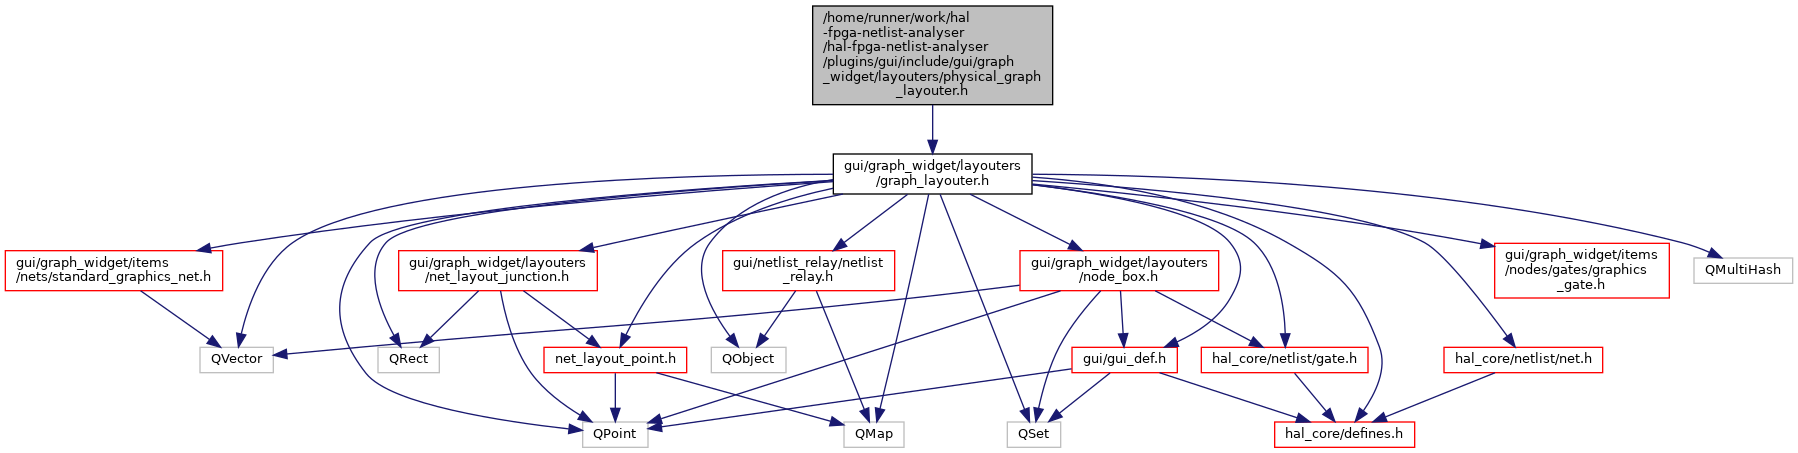 /home/runner/work/hal
-fpga-netlist-analyser
/hal-fpga-netlist-analyser
/plugins/gui/include/gui/graph
_widget/layouters/physical_graph
_layouter.h
gui/graph_widget/layouters
/graph_layouter.h
gui/graph_widget/items
/nets/standard_graphics_net.h
gui/graph_widget/layouters
/net_layout_junction.h
gui/netlist_relay/netlist
_relay.h
gui/graph_widget/layouters
/node_box.h
gui/graph_widget/items
/nodes/gates/graphics
_gate.h
QMultiHash
QVector
QRect
net_layout_point.h
QObject
gui/gui_def.h
hal_core/netlist/gate.h
hal_core/netlist/net.h
QPoint
QMap
QSet
hal_core/defines.h